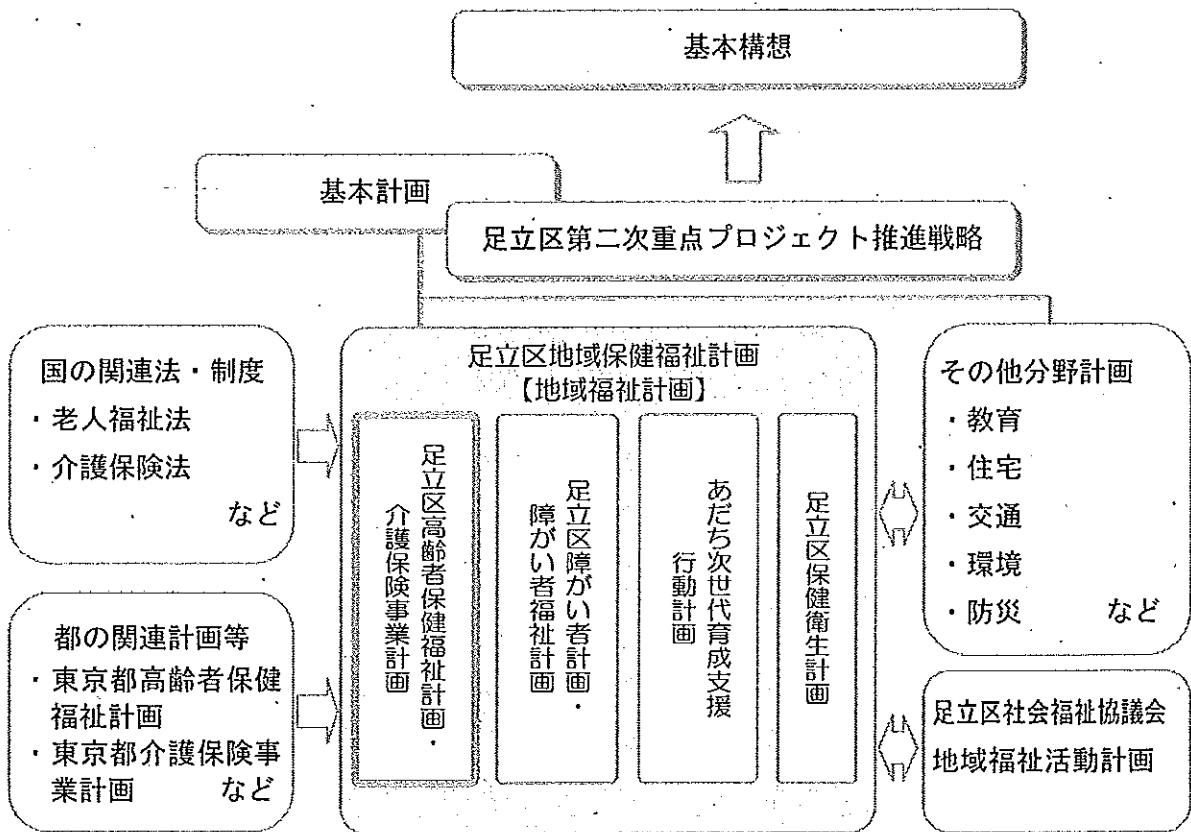 基本構想
基本計画
足立区第二次重点プロジェクト推進戦略
国の関連法・制度
・老人福祉法
・介護保険法
など
都の関連計画等
・東京都高齢者保健
福祉計画
・東京都介護保険事
業計画 など
足立区地域保健福祉計画
【地域福祉計画】
足立区高齢者保健福祉計画・
介護保険事業計画
足立区障がい者計画・
障がい者福祉計画
あだち次世代育成支援
行動計画
足立区保健衛生計画
その他分野計画
・教育
・住宅
・交通
・環境
・防災 など
足立区社会福祉協議会
地域福祉活動計画